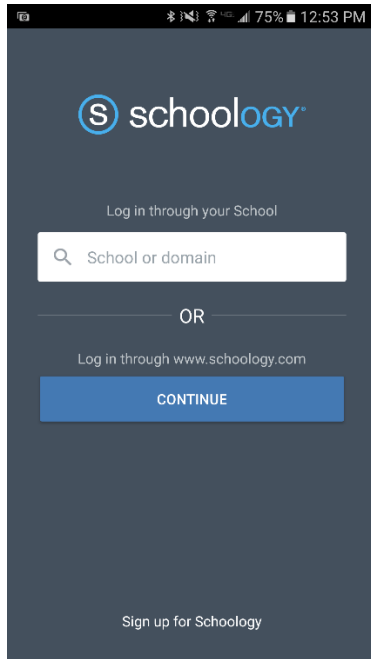 75% 12:53 PM
S schoology
Log in through your School
School or domain
OR
Log in through www.schoology.com
CONTINUE
Sign up for Schoology